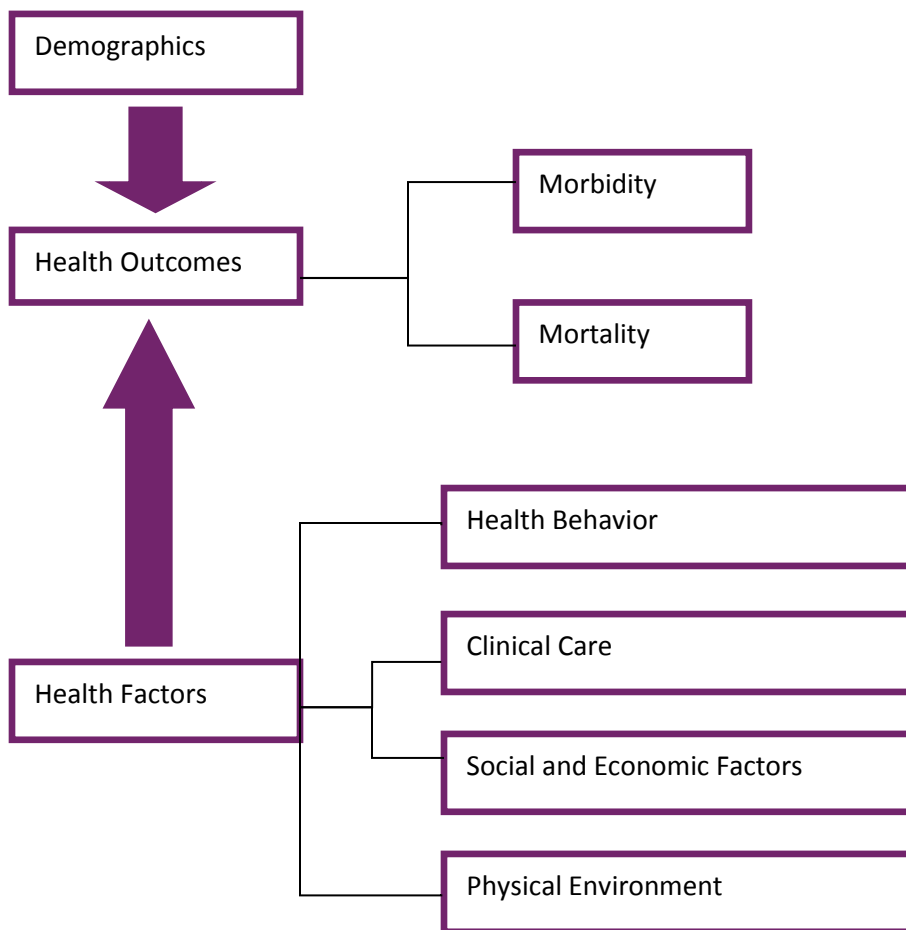 Demographics
Morbidity
Health Outcomes
Mortality
Health Behavior
Clinical Care
Health Factors
Social and Economic Factors
Physical Environment